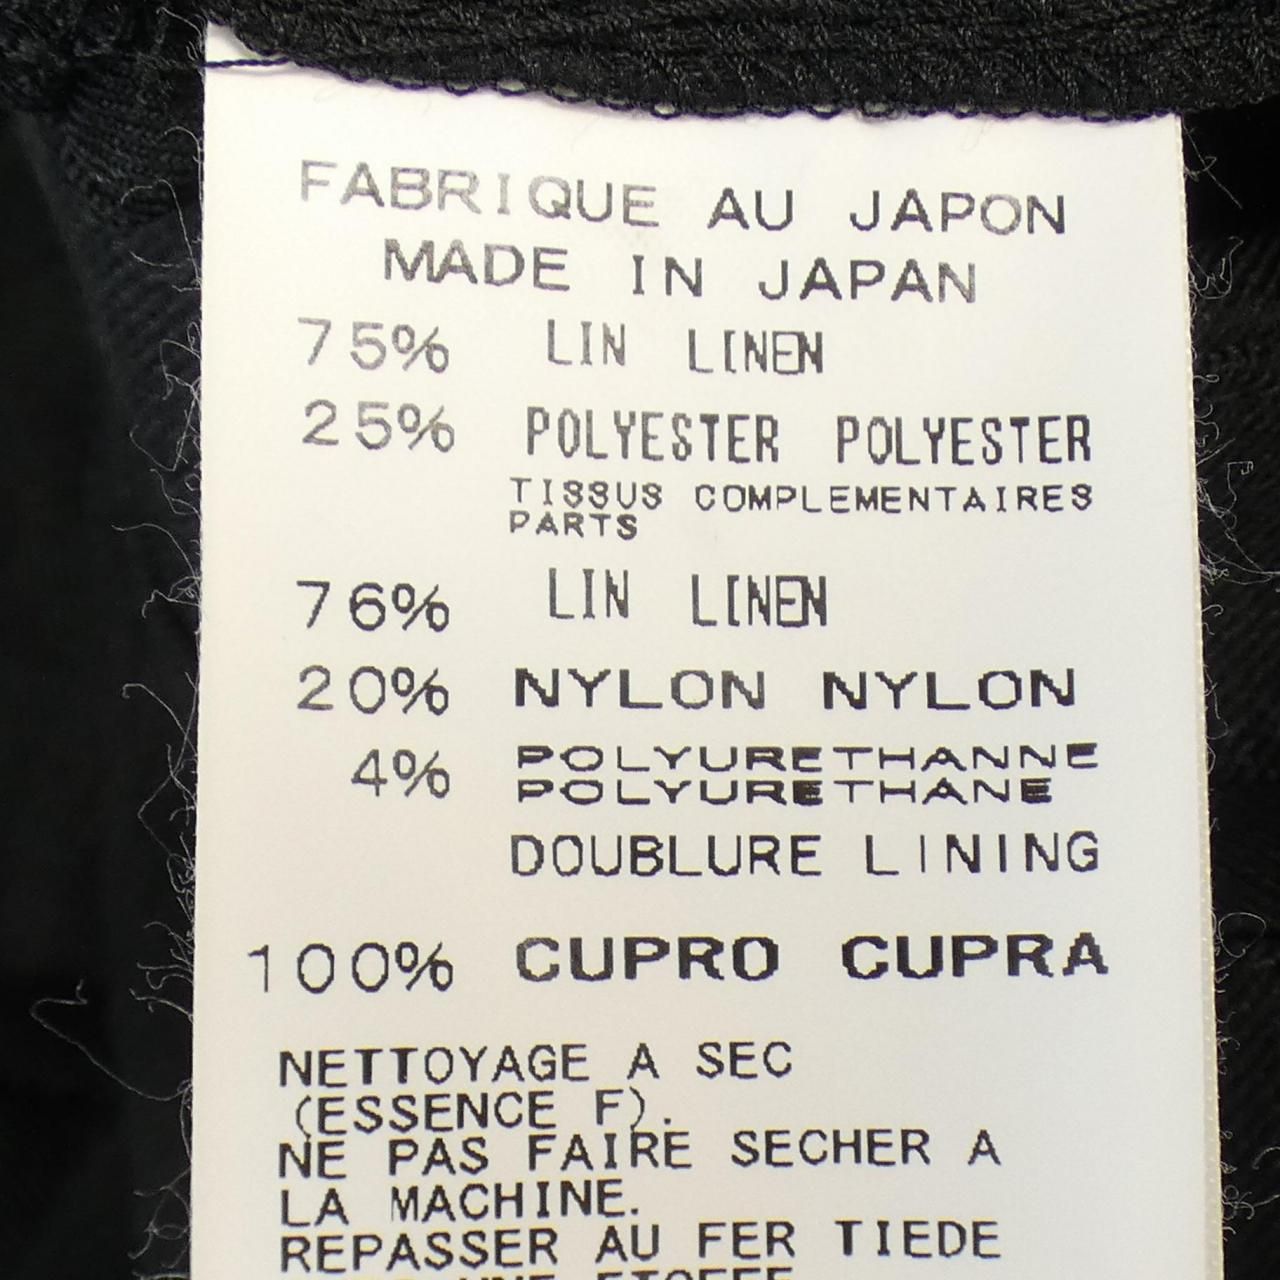 FABRIQUE AU JAPON
MADE IN JAPAN
75% LIN LINEN
25% POLYESTER POLYESTER
TISSUS COMPLEMENTAIRES
PARTS
76% LIN LINEN
20% NYLON NYLON
4% POLYURETHANNE
POLYURETHANE
DOUBLURE LINING
100% CUPRO CUPRA
NETTOYAGE A SEC
(ESSENCE F).
NE PAS FAIRE SECHER A
LA MACHINE.
REPASSER AU FER TIEDE